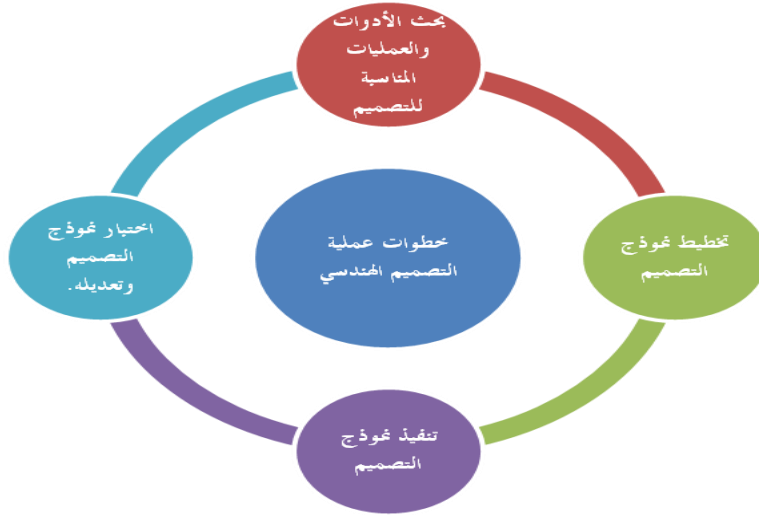 بحث الأدوات
والعمليات
المناسبة
للتصميم
تخطيط نموذج
التصميم
تنفيذ نموذج
التصميم
اختبار نموذج
التصميم
وتعديله.
خطوات عملية
التصميم الهندسي